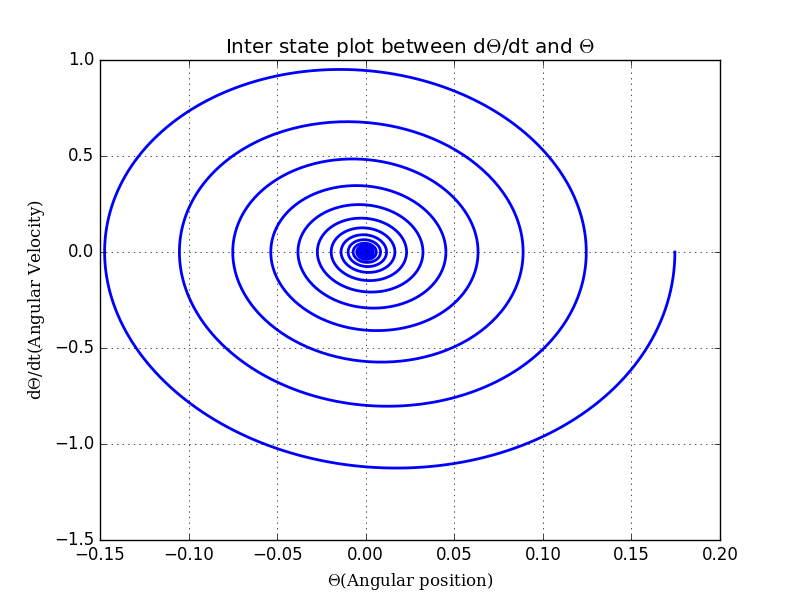 Inter state plot between dΘ/dt and Θ
1.0
0.5
0.0
−0.5
−1.0
−1.5
dΘ/dt(Angular Velocity)
−0.15 −0.10 −0.05 0.00 0.05 0.10 0.15 0.20
Θ(Angular position)